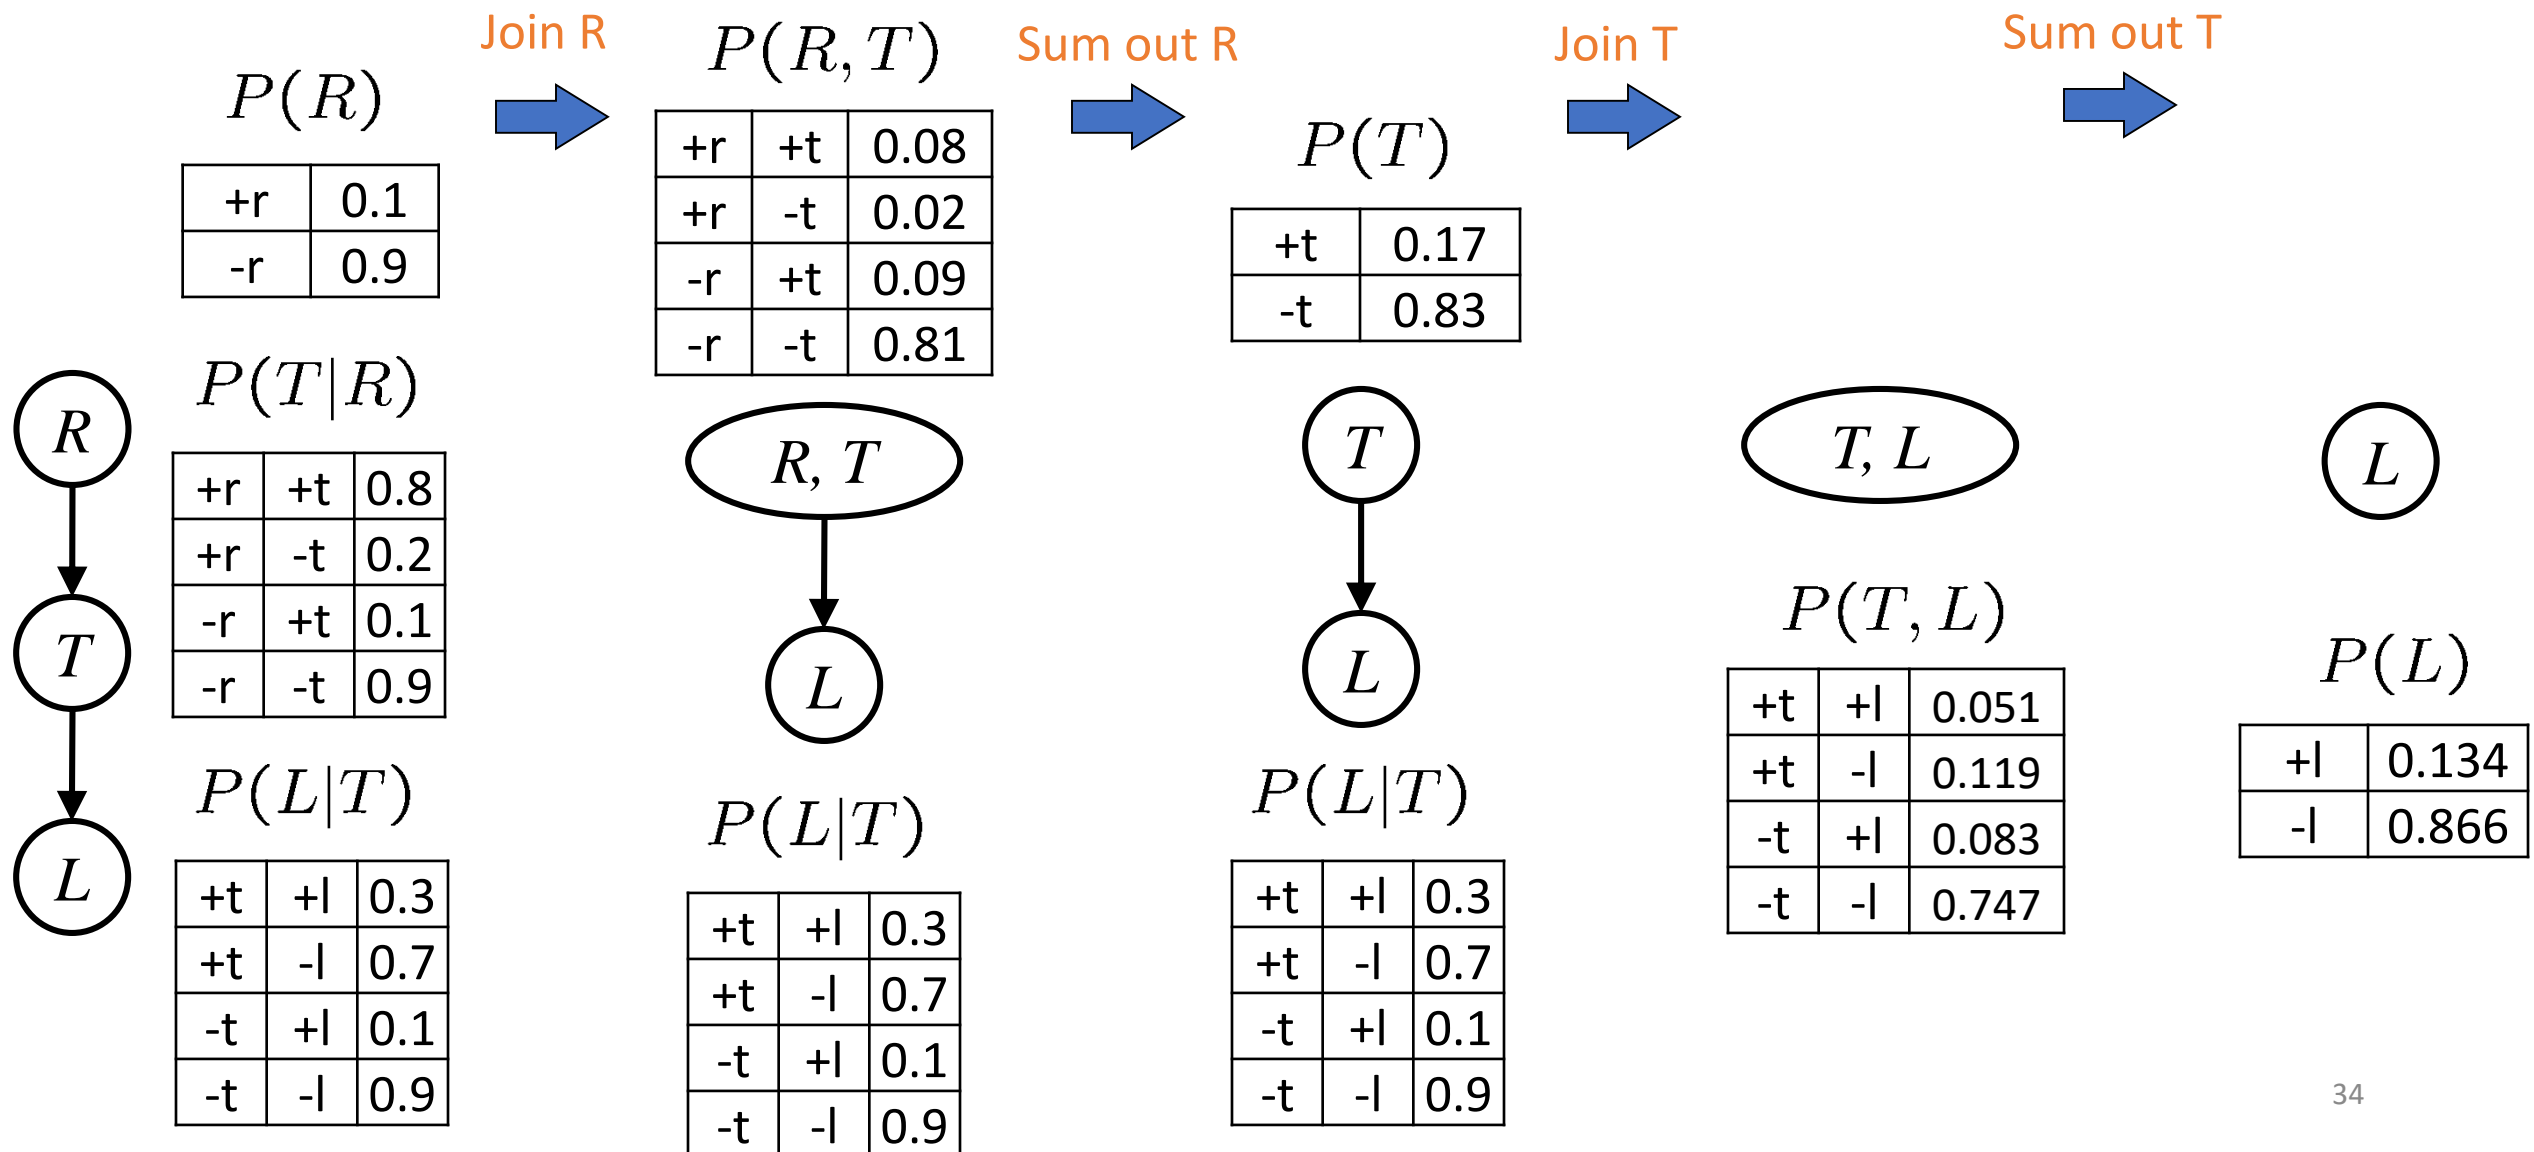 Join R
Sum out R
Join T
Sum out T
P(R)
+r 0.1
-r 0.9
P(T|R)
+r +t 0.8
+r -t 0.2
-r +t 0.1
-r -t 0.9
P(L|T)
+t +l 0.3
+t -l 0.7
-t +l 0.1
-t -l 0.9
R
T
L
P(R,T)
+r +t 0.08
+r -t 0.02
-r +t 0.09
-r -t 0.81
R, T
L
P(L|T)
+t +l 0.3
+t -l 0.7
-t +l 0.1
-t -l 0.9
P(T)
+t 0.17
-t 0.83
T
L
P(L|T)
+t +l 0.3
+t -l 0.7
-t +l 0.1
-t -l 0.9
T, L
P(T,L)
+t +l 0.051
+t -l 0.119
-t +l 0.083
-t -l 0.747
L
P(L)
+l 0.134
-l 0.866
34